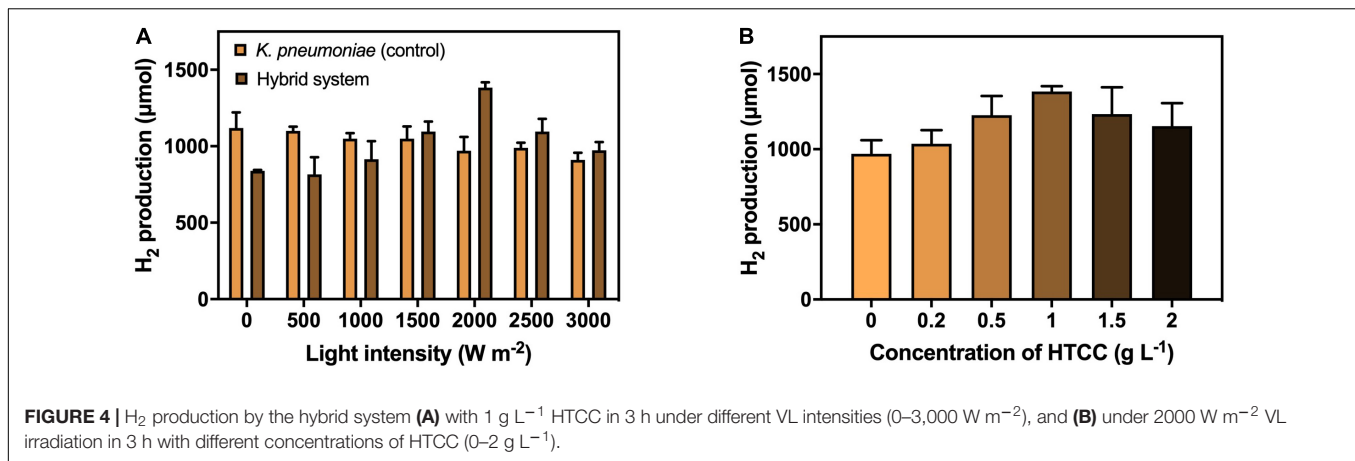 A
K. pneumoniae (control)
Hybrid system
H₂ production (µmol)
1500
1000
500
0
0 500 1000 1500 2000 2500 3000
Light intensity (W m⁻²)
B
H₂ production (µmol)
1500
1000
500
0
0 0.2 0.5 1 1.5 2
Concentration of HTCC (g L⁻¹)
FIGURE 4 | H₂ production by the hybrid system (A) with 1 g L⁻¹ HTCC in 3 h under different VL intensities (0–3,000 W m⁻²), and (B) under 2000 W m⁻² VL
irradiation in 3 h with different concentrations of HTCC (0–2 g L⁻¹).